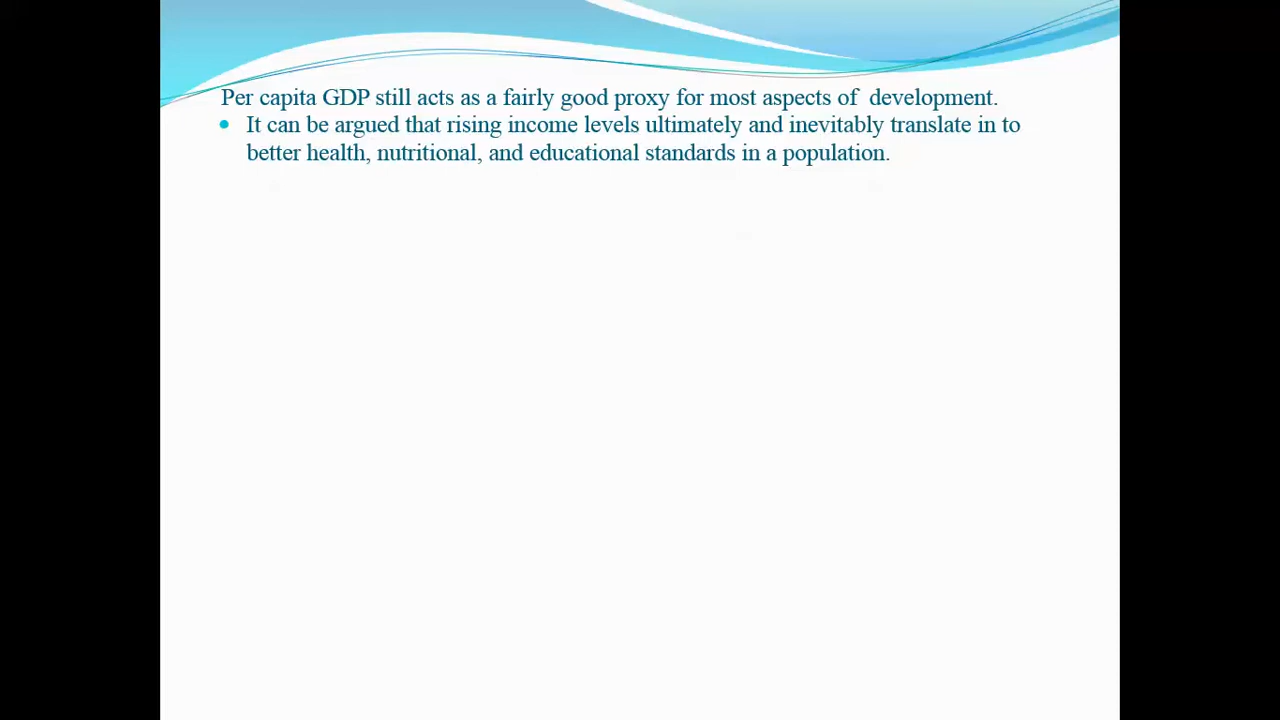 Per capita GDP still acts as a fairly good proxy for most aspects of  development.
• It can be argued that rising income levels ultimately and inevitably translate in to
better health, nutritional, and educational standards in a population.